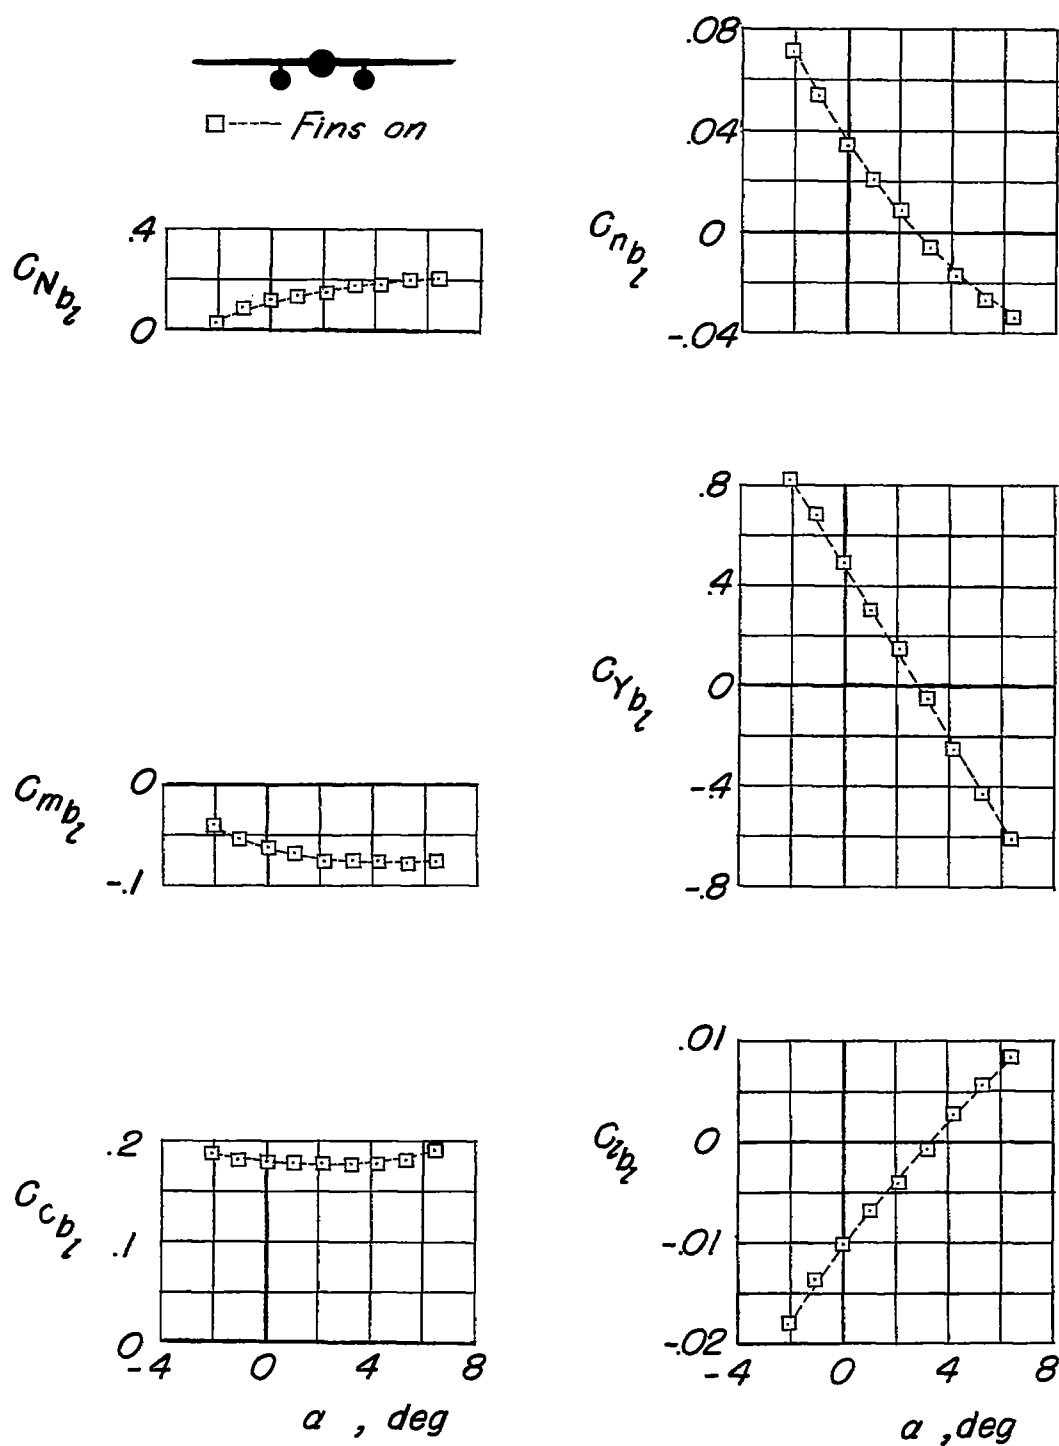 Fins on
.4
C_{N_{b_l}}
0
0
C_{m_{b_l}}
-.1
.2
C_{c_{b_l}}
.1
0
-4 0 4 8
α , deg
.08
.04
C_{n_{b_l}}
0
-.04
.8
.4
C_{Y_{b_l}}
0
-.4
-.8
.01
0
C_{l_{b_l}}
-.01
-.02
-4 0 4 8
α , deg